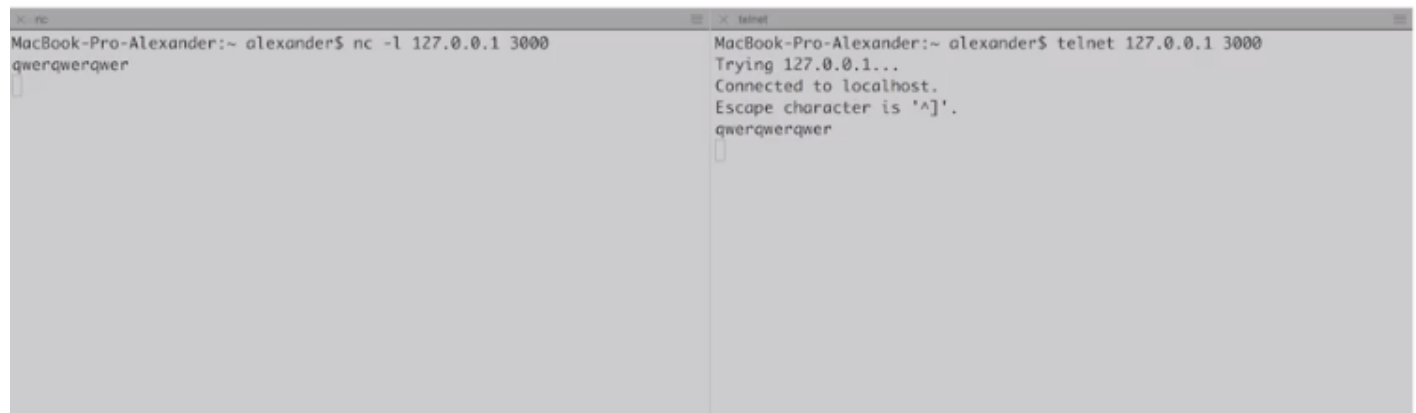 nc
MacBook-Pro-Alexander:~ alexander$ nc -l 127.0.0.1 3000
qwerqwerqwer
telnet
MacBook-Pro-Alexander:~ alexander$ telnet 127.0.0.1 3000
Trying 127.0.0.1...
Connected to localhost.
Escape character is '^]'.
qwerqwerqwer